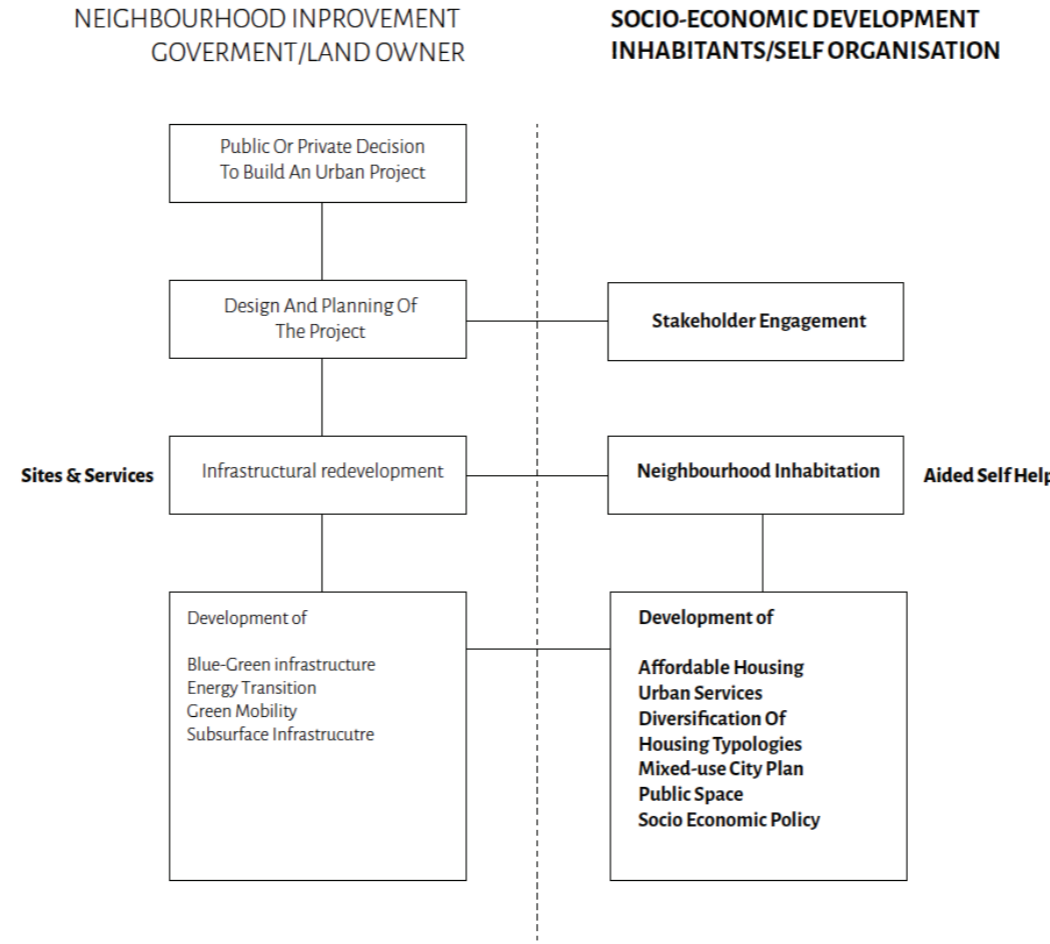 NEIGHBOURHOOD INPROVEMENT
GOVERMENT/LAND OWNER
SOCIO-ECONOMIC DEVELOPMENT
INHABITANTS/SELF ORGANISATION
Public Or Private Decision
To Build An Urban Project
Design And Planning Of
The Project
Stakeholder Engagement
Sites & Services
Infrastructural redevelopment
Neighbourhood Inhabitation
Aided Self Help
Development of
Blue-Green infrastructure
Energy Transition
Green Mobility
Subsurface Infrastrucutre
Development of
Affordable Housing
Urban Services
Diversification Of
Housing Typologies
Mixed-use City Plan
Public Space
Socio Economic Policy